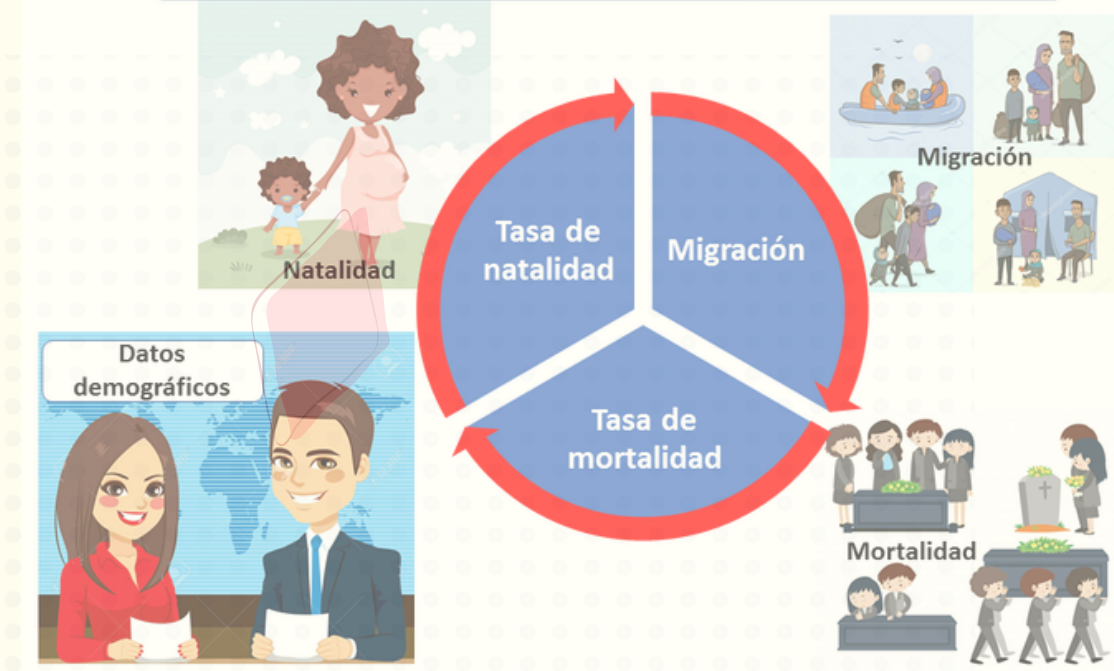 Natalidad
Datos
demográficos
Tasa de
natalidad
Migración
Tasa de
mortalidad
Migración
Mortalidad